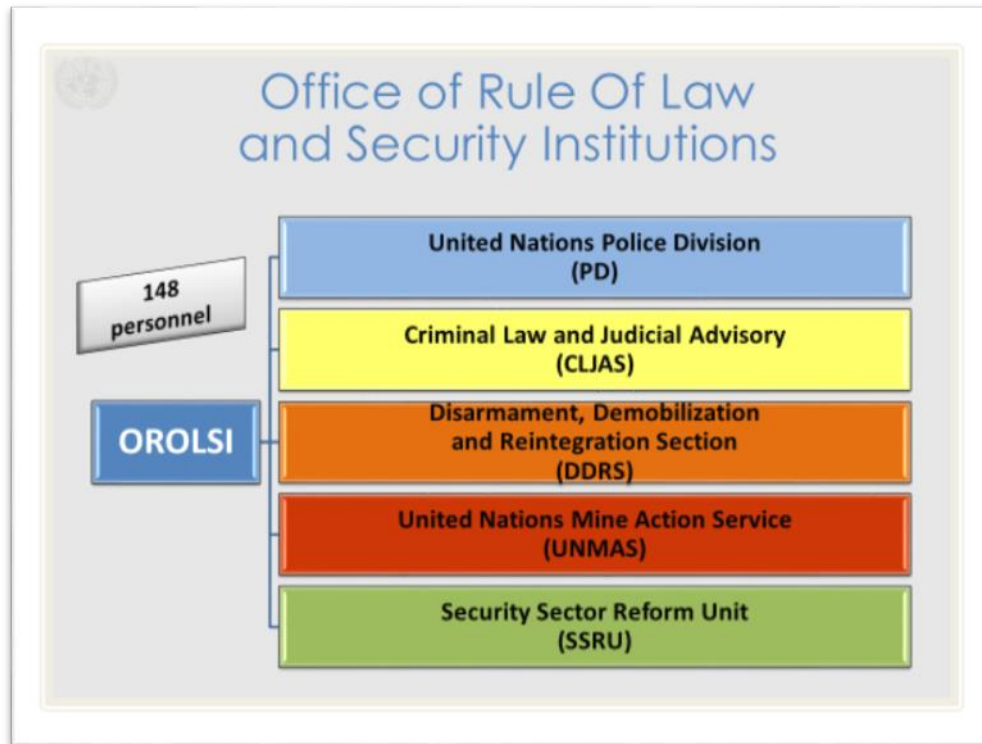 Office of Rule Of Law
and Security Institutions
148
personnel
OROLSI
United Nations Police Division
(PD)
Criminal Law and Judicial Advisory
(CLJAS)
Disarmament, Demobilization
and Reintegration Section
(DDRS)
United Nations Mine Action Service
(UNMAS)
Security Sector Reform Unit
(SSRU)